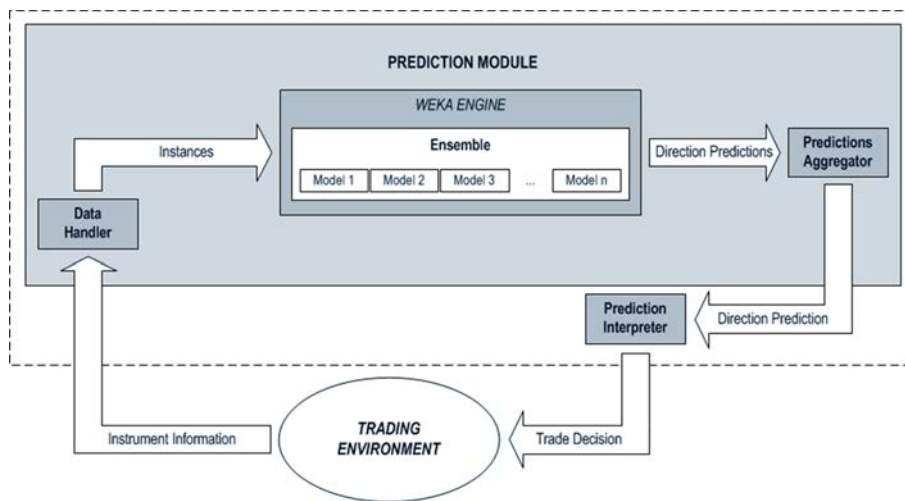 PREDICTION MODULE
WEKA ENGINE
Ensemble
Model 1 Model 2 Model 3 ... Model n
Instances
Direction Predictions
Predictions
Aggregator
Data
Handler
Prediction
Interpreter
Direction Prediction
Instrument Information
TRADING
ENVIRONMENT
Trade Decision